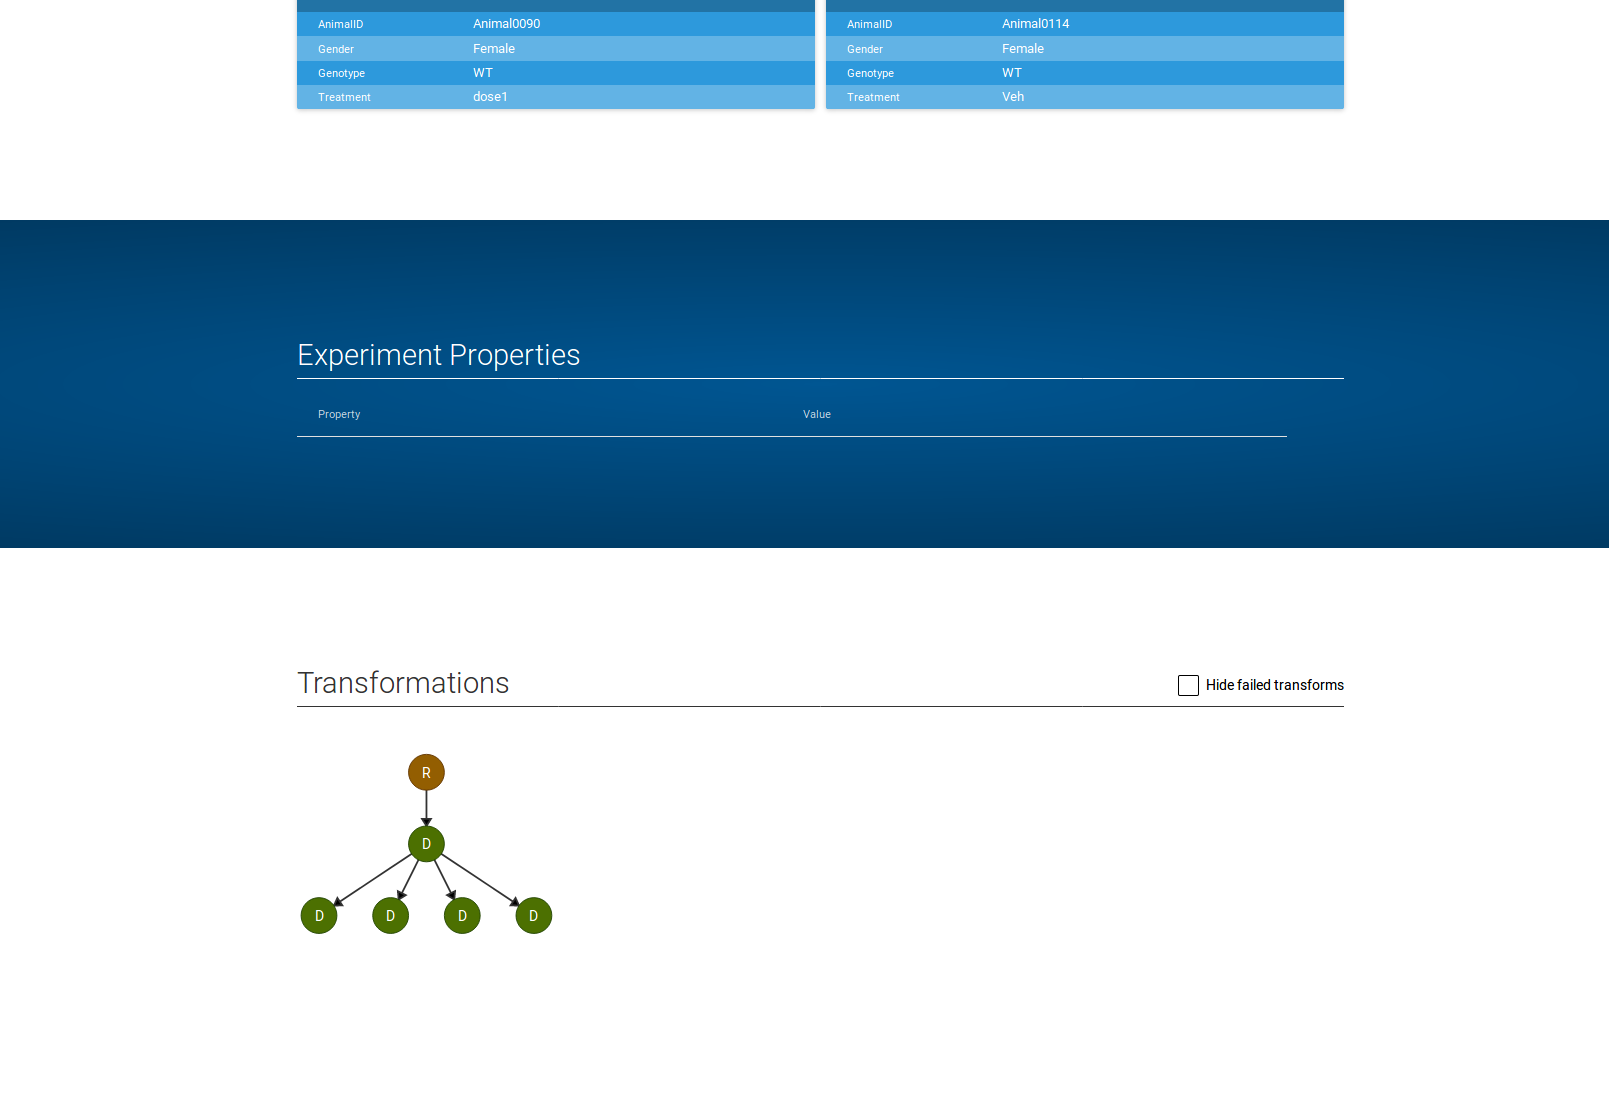 AnimalID Animal0090 AnimalID Animal0114
Gender Female Gender Female
Genotype WT Genotype WT
Treatment dose1 Treatment Veh
Experiment Properties
Property Value
Transformations Hide failed transforms
R
D
D D D D